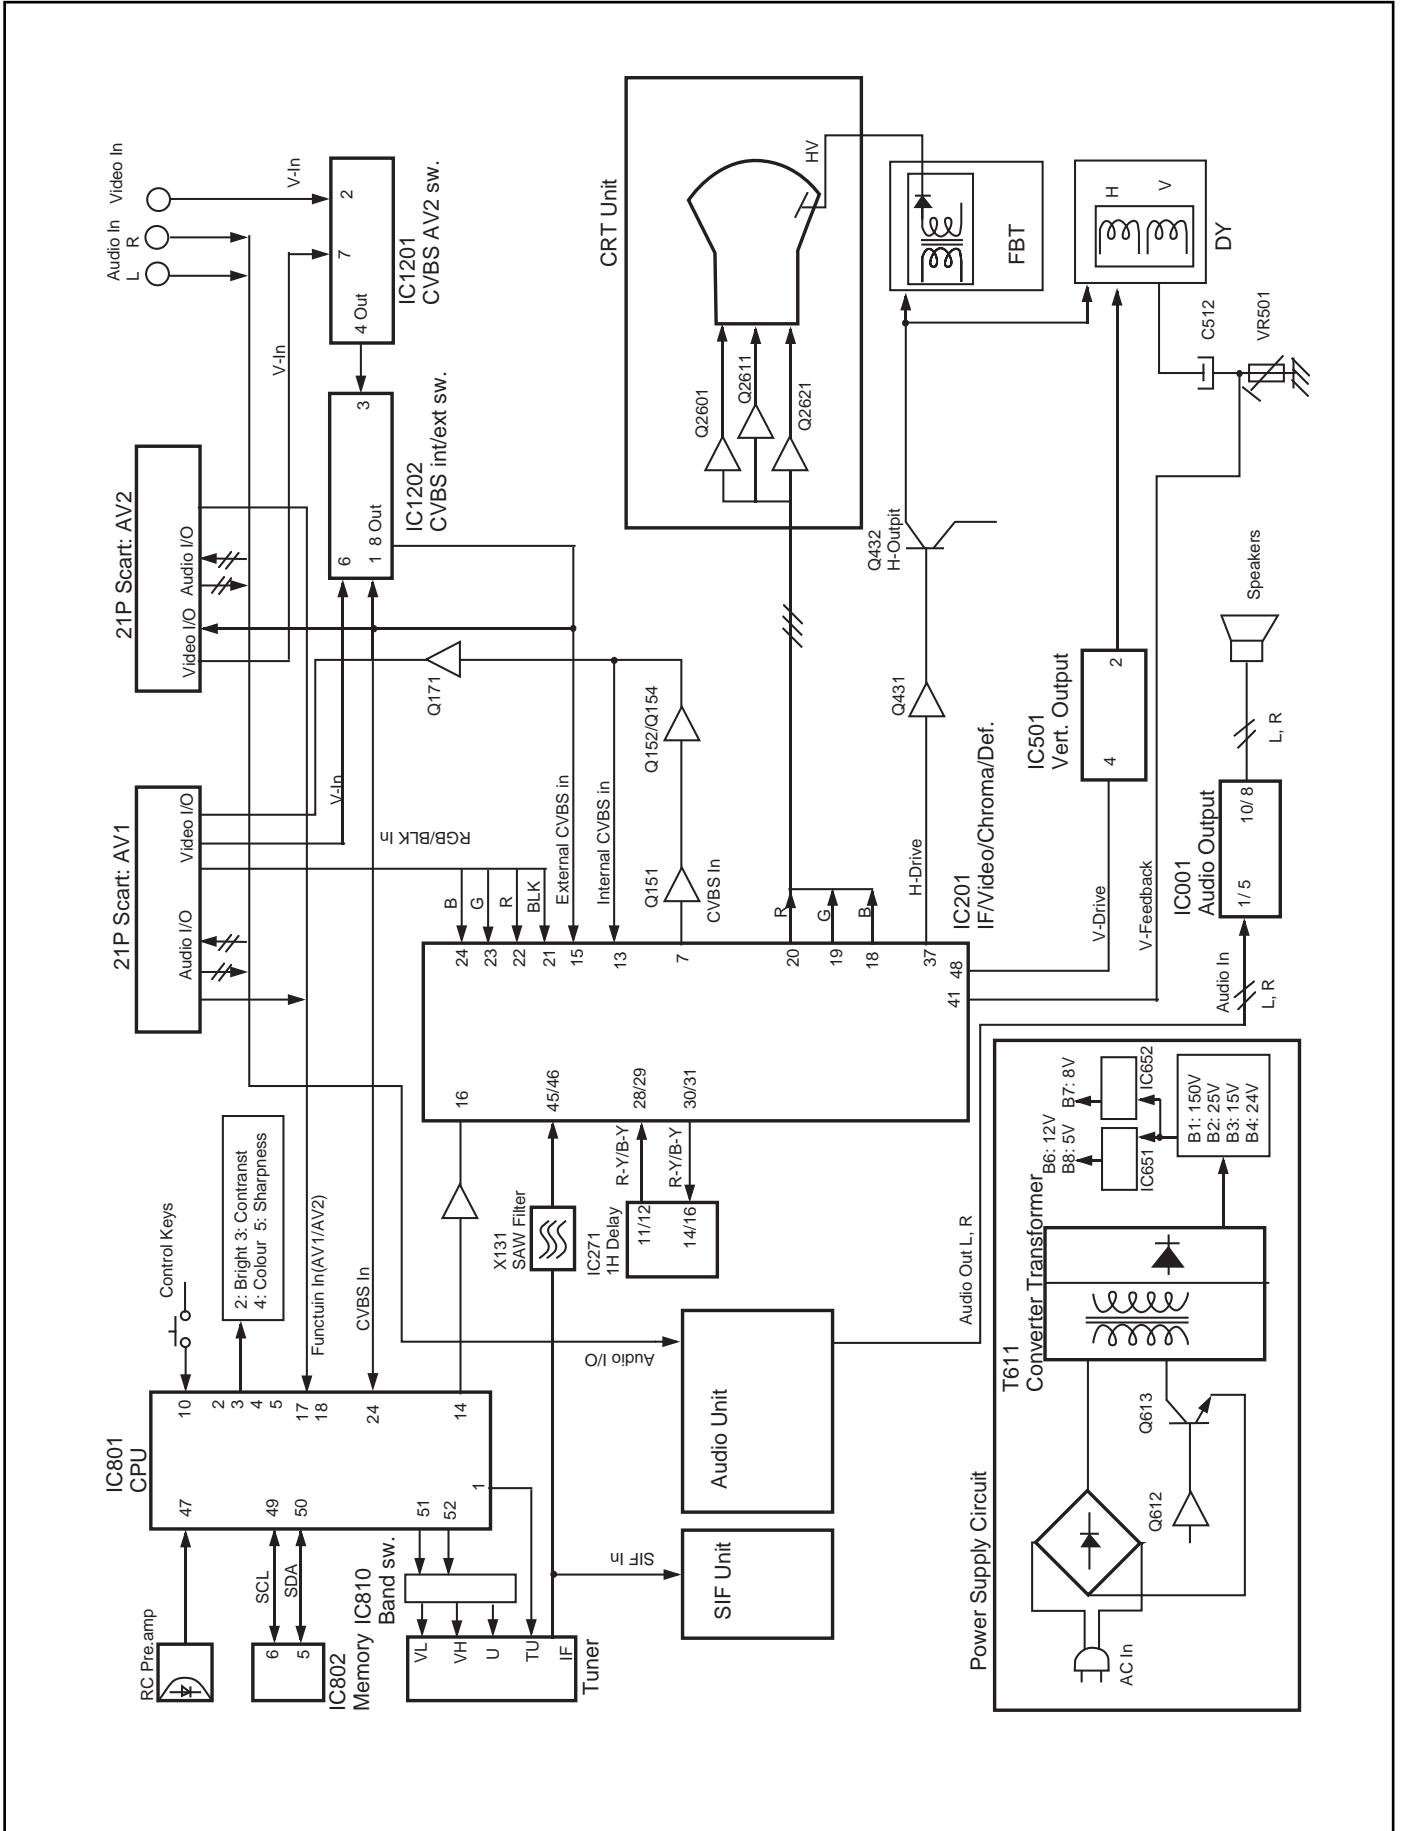 RC Pre.amp
47
IC801
CPU
10
Control Keys
2
3
4
5
2: Bright 3: Contranst
4: Colour  5: Sharpness
17
18
Functuin In(AV1/AV2)
24
CVBS In
14
1
49
50
SCL
SDA
6
5
IC802
Memory
IC810
Band sw.
51
52
VL
VH
U
TU
IF
Tuner
21P Scart: AV1
Audio I/O
Video I/O
21P Scart: AV2
Video I/O
Audio I/O
Audio In
L
R
Video In
V-In
2
7
4 Out
IC1201
CVBS AV2 sw.
V-In
3
6
1
8 Out
IC1202
CVBS int/ext sw.
V-In
RGB/BLK In
B
G
R
BLK
External CVBS in
Internal CVBS in
Q171
Q152/Q154
Q151
CVBS In
24
23
22
21
15
13
7
20
19
18
37
48
41
16
45/46
28/29
30/31
IC201
IF/Video/Chroma/Def.
R
G
B
X131
SAW Filter
IC271
1H Delay
11/12
14/16
R-Y/B-Y
R-Y/B-Y
CRT Unit
Q2601
Q2611
Q2621
HV
FBT
H
V
DY
C512
VR501
Q432
H-Outpit
Q431
H-Drive
IC501
Vert. Output
4
2
V-Drive
V-Feedback
IC001
Audio Output
1/ 5
10/ 8
Audio In
L, R
L, R
Speakers
Audio I/O
Audio Unit
Audio Out L, R
SIF In
SIF Unit
Power Supply Circuit
T611
Converter Transformer
AC In
Q612
Q613
IC651
IC652
B6: 12V
B8: 5V
B7: 8V
B1: 150V
B2: 25V
B3: 15V
B4: 24V